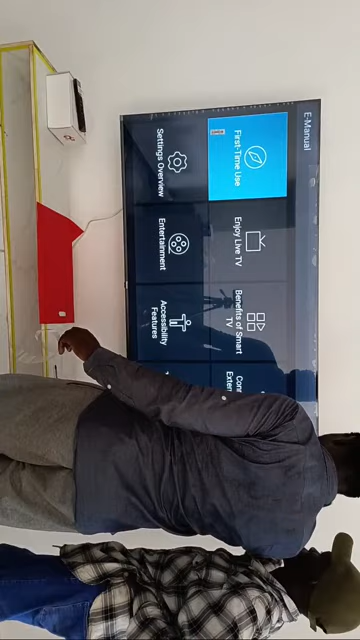 E-Manual
First-Time Use
Enjoy Live TV
Benefits of Smart
TV
Settings Overview
Entertainment
Accessibility
Features